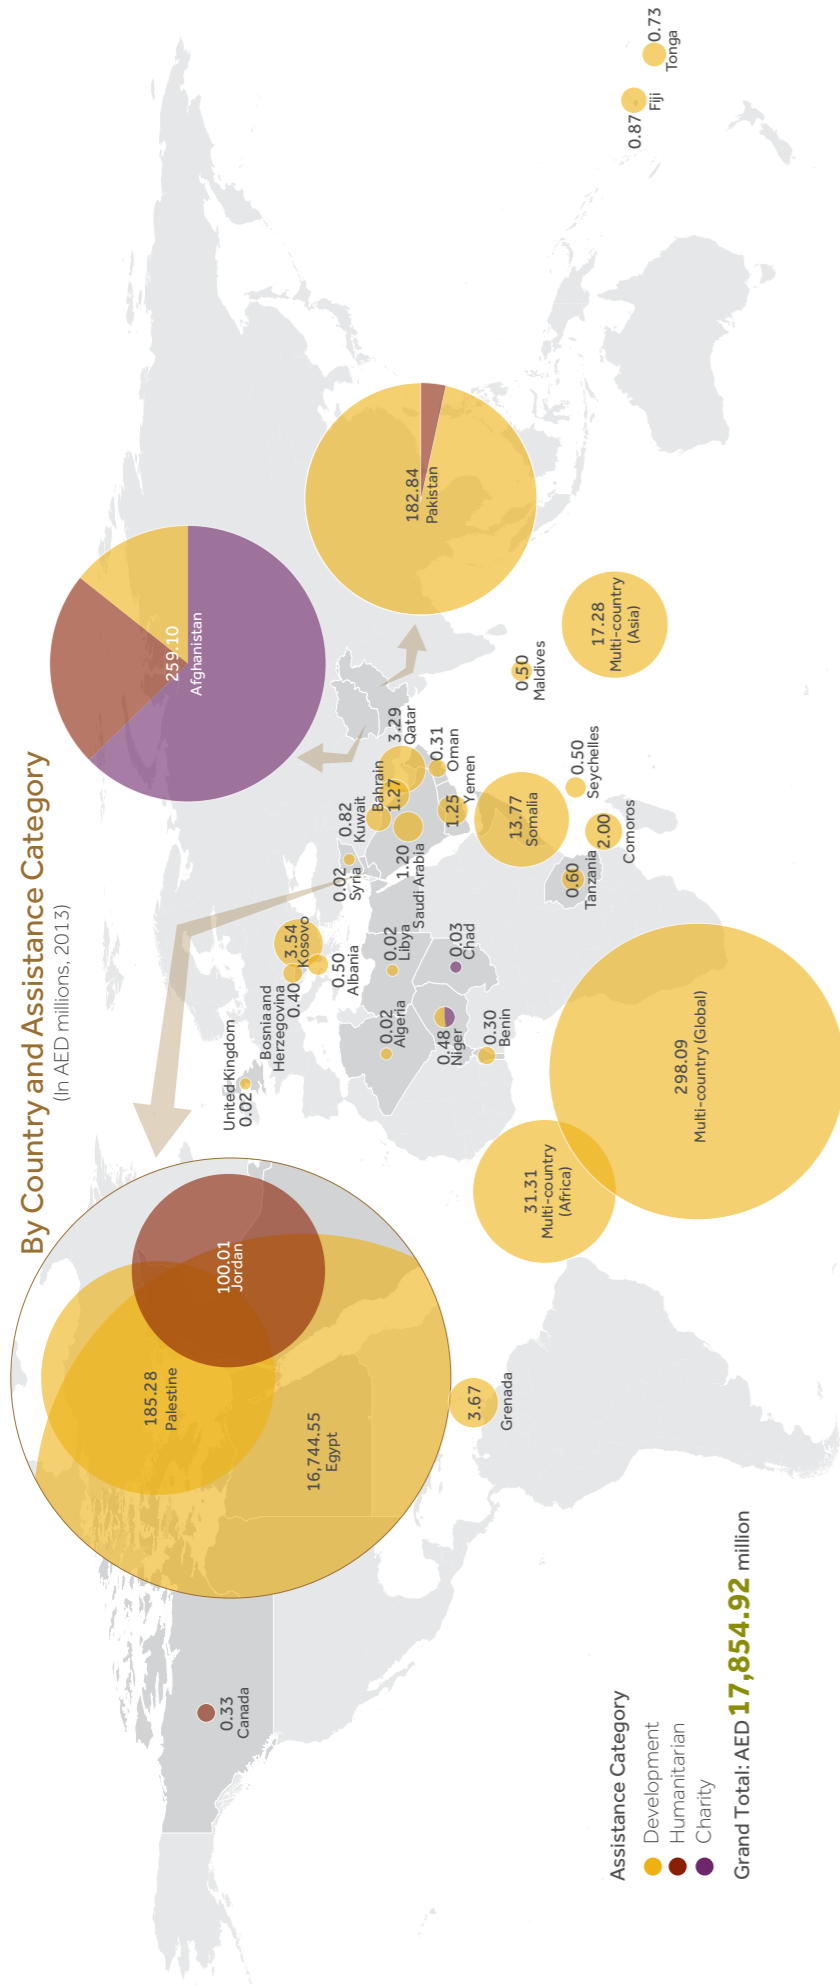 By Country and Assistance Category
(In AED millions, 2013)
0.33
Canada
185.28
Palestine
100.01
Jordan
16,744.55
Egypt
3.67
Grenada
United Kingdom
0.02
Bosnia and
Herzegovina
0.40
3.54
Kosovo
0.50
Albania
0.02
Syria
0.82
Kuwait
Bahrain
1.27
3.29
Qatar
0.31
Oman
1.20
Saudi Arabia
1.25
Yemen
0.02
Algeria
0.02
Libya
0.03
Chad
0.48
Niger
0.30
Benin
259.10
Afghanistan
182.84
Pakistan
13.77
Somalia
0.50
Maldives
0.50
Seychelles
2.00
Comoros
0.60
Tanzania
17.28
Multi-country
(Asia)
31.31
Multi-country
(Africa)
298.09
Multi-country (Global)
0.87
Fiji
0.73
Tonga
Assistance Category
Development
Humanitarian
Charity
Grand Total: AED 17,854.92 million